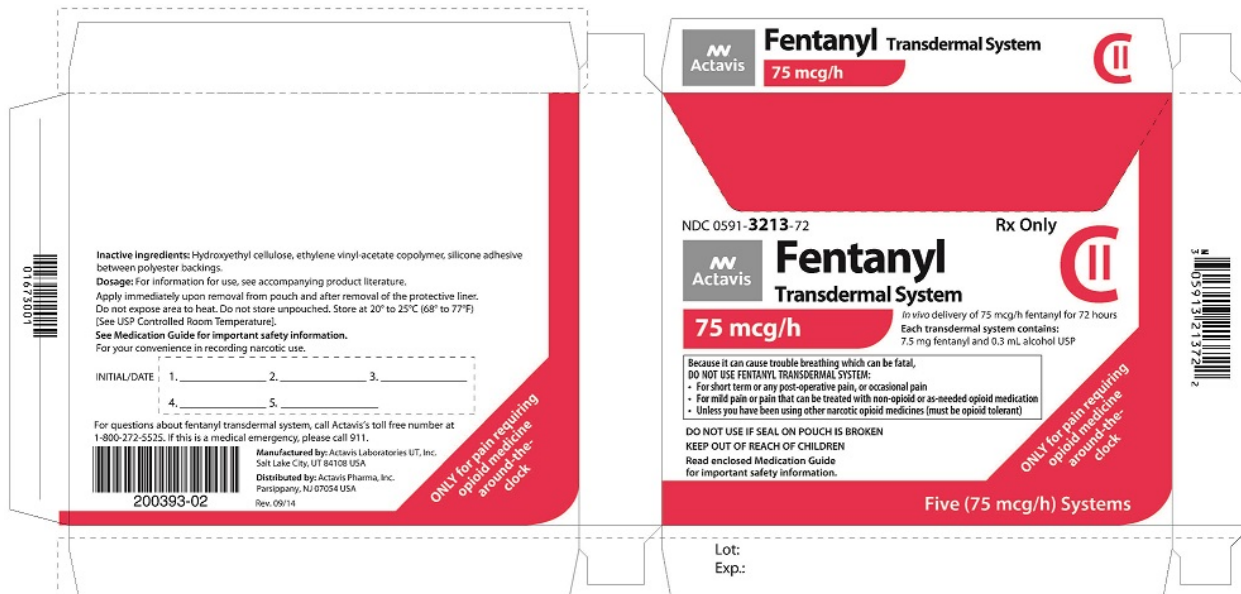 Actavis
Fentanyl Transdermal System
75 mcg/h
CII
Inactive ingredients: Hydroxyethyl cellulose, ethylene vinyl-acetate copolymer, silicone adhesive
between polyester backings.
Dosage: For information for use, see accompanying product literature.
Apply immediately upon removal from pouch and after removal of the protective liner.
Do not expose area to heat. Do not store unpouched. Store at 20° to 25°C (68° to 77°F)
[See USP Controlled Room Temperature].
See Medication Guide for important safety information.
For your convenience in recording narcotic use.
INITIAL/DATE 1. 2. 3.
4. 5.
For questions about fentanyl transdermal system, call Actavis's toll free number at
1-800-272-5525. If this is a medical emergency, please call 911.
Manufactured by: Actavis Laboratories UT, Inc.
Salt Lake City, UT 84108 USA
Distributed by: Actavis Pharma, Inc.
Parsippany, NJ 07054 USA
Rev. 09/14
200393-02
01673001
ONLY for pain requiring
opioid medicine
around-the-
clock
NDC 0591-3213-72
Rx Only
Actavis
Fentanyl
Transdermal System
CII
75 mcg/h
In vivo delivery of 75 mcg/h fentanyl for 72 hours
Each transdermal system contains:
7.5 mg fentanyl and 0.3 mL alcohol USP
Because it can cause trouble breathing which can be fatal,
DO NOT USE FENTANYL TRANSDERMAL SYSTEM:
• For short term or any post-operative pain, or occasional pain
• For mild pain or pain that can be treated with non-opioid or as-needed opioid medication
• Unless you have been using other narcotic opioid medicines (must be opioid tolerant)
DO NOT USE IF SEAL ON POUCH IS BROKEN
KEEP OUT OF REACH OF CHILDREN
Read enclosed Medication Guide
for important safety information.
ONLY for pain requiring
opioid medicine
around-the-
clock
Five (75 mcg/h) Systems
N
3 05913 21372 2
Lot:
Exp.: